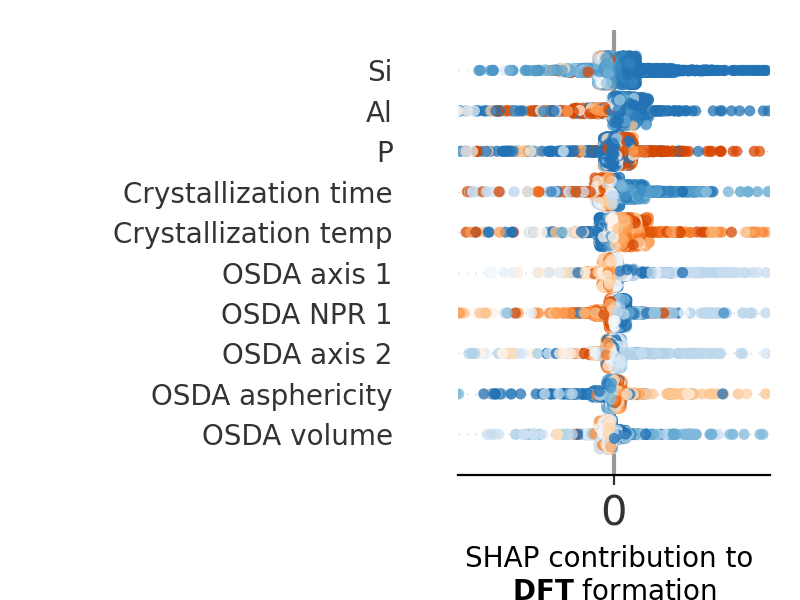 Si
Al
P
Crystallization time
Crystallization temp
OSDA axis 1
OSDA NPR 1
OSDA axis 2
OSDA asphericity
OSDA volume
0
SHAP contribution to
DFT formation